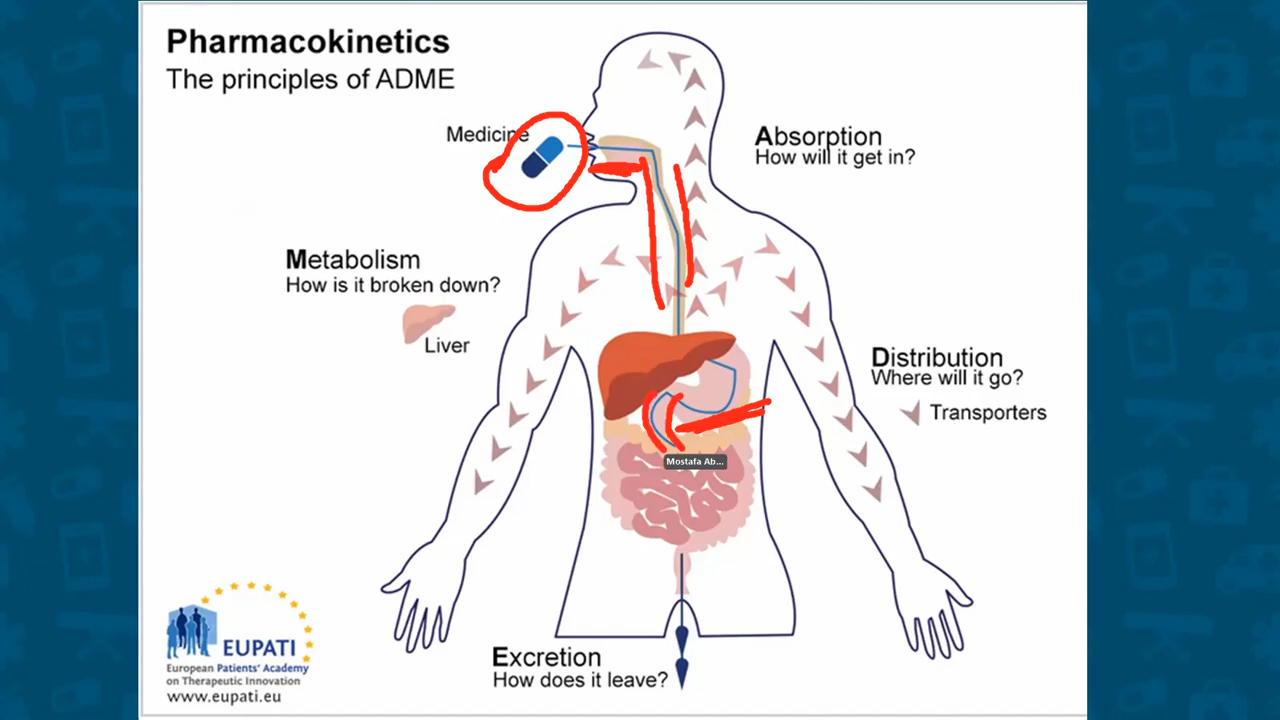 Pharmacokinetics
The principles of ADME
Medicine
Absorption
How will it get in?
Metabolism
How is it broken down?
Liver
Distribution
Where will it go?
Transporters
Mostafa Ab...
Excretion
How does it leave?
EUPATI
European Patients' Academy
on Therapeutic Innovation
www.eupati.eu